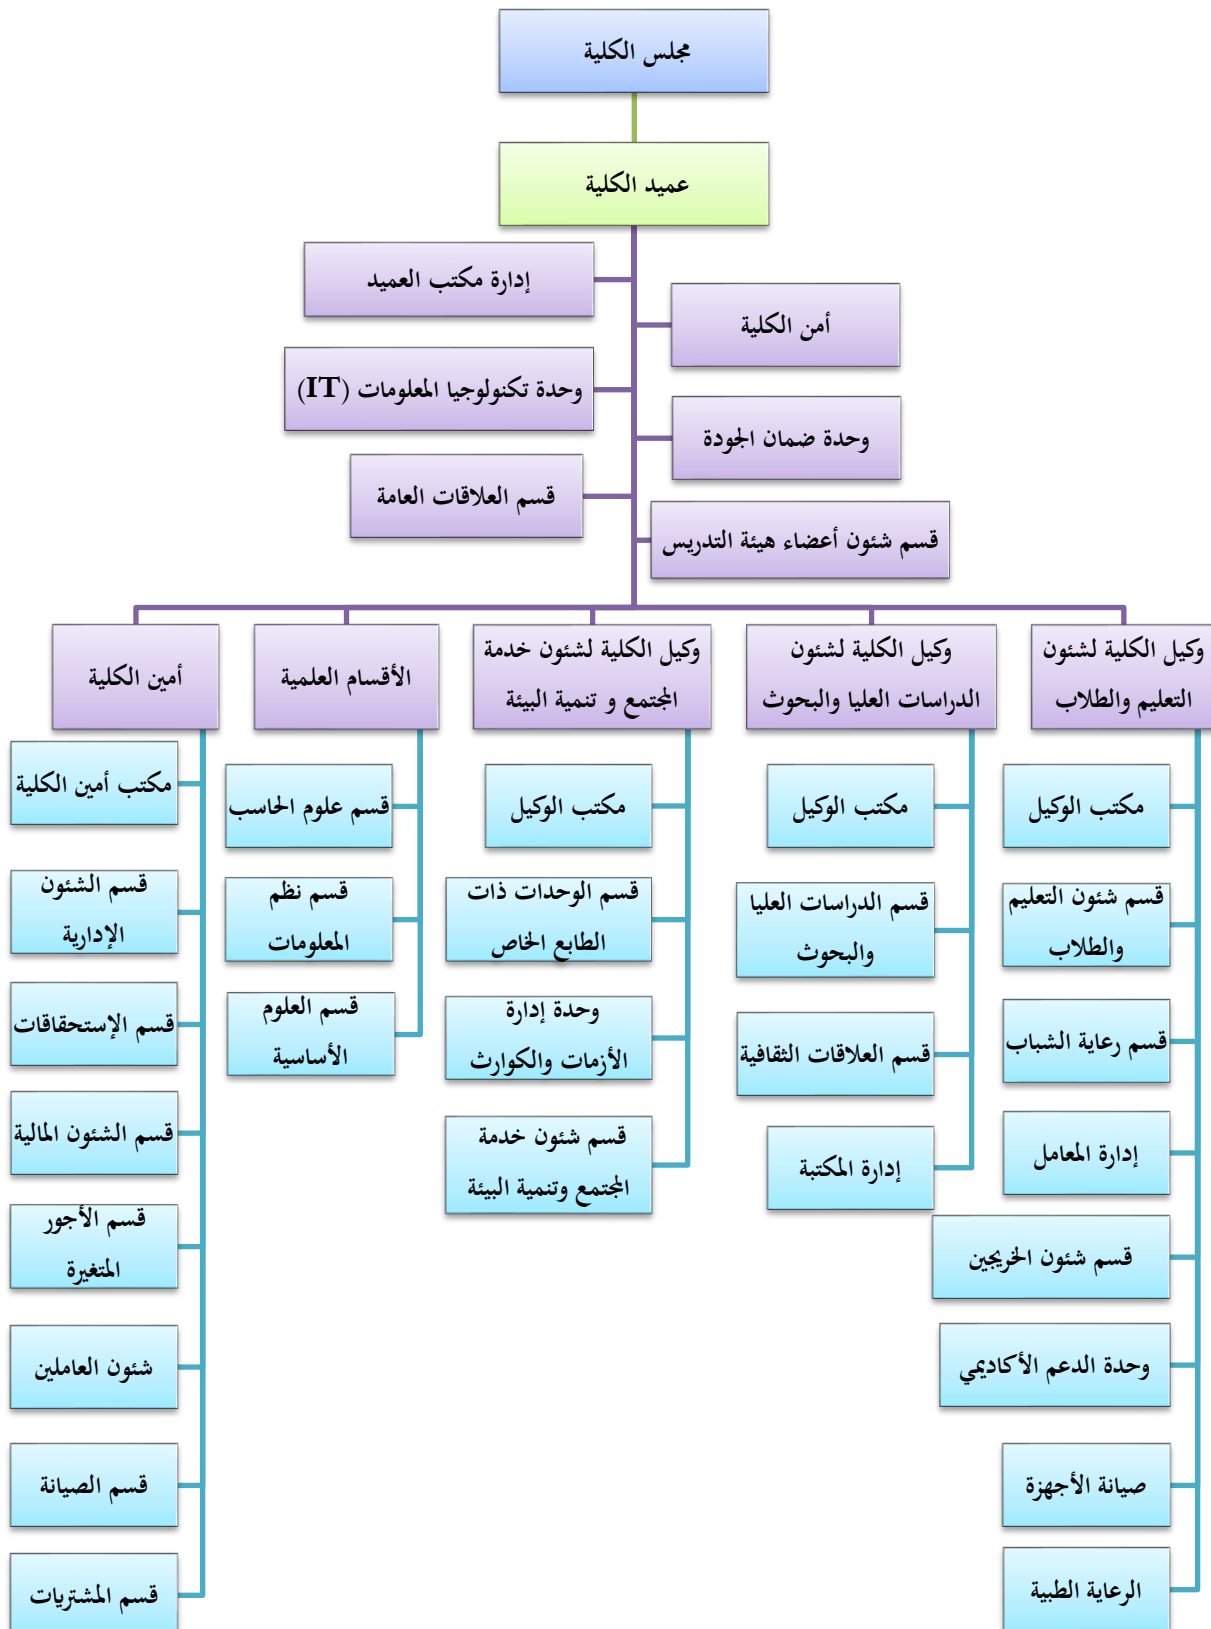 مجلس الكلية
عميد الكلية
إدارة مكتب العميد
أمن الكلية
وحدة تكنولوجيا المعلومات (IT)
وحدة ضمان الجودة
قسم العلاقات العامة
قسم شئون أعضاء هيئة التدريس
وكيل الكلية لشئون
التعليم والطلاب
مكتب الوكيل
قسم شئون التعليم
والطلاب
قسم رعاية الشباب
إدارة المعامل
قسم شئون الخريجين
وحدة الدعم الأكاديمي
صيانة الأجهزة
الرعاية الطبية
وكيل الكلية لشئون
الدراسات العليا والبحوث
مكتب الوكيل
قسم الدراسات العليا
والبحوث
قسم العلاقات الثقافية
إدارة المكتبة
وكيل الكلية لشئون خدمة
المجتمع و تنمية البيئة
مكتب الوكيل
قسم الوحدات ذات
الطابع الخاص
وحدة إدارة
الأزمات والكوارث
قسم شئون خدمة
المجتمع وتنمية البيئة
الأقسام العلمية
قسم علوم الحاسب
قسم نظم
المعلومات
قسم العلوم
الأساسية
أمين الكلية
مكتب أمين الكلية
قسم الشئون
الإدارية
قسم الإستحقاقات
قسم الشئون المالية
قسم الأجور
المتغيرة
شئون العاملين
قسم الصيانة
قسم المشتريات